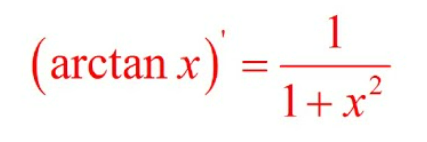 (arctan x)' = 1 / (1 + x²)